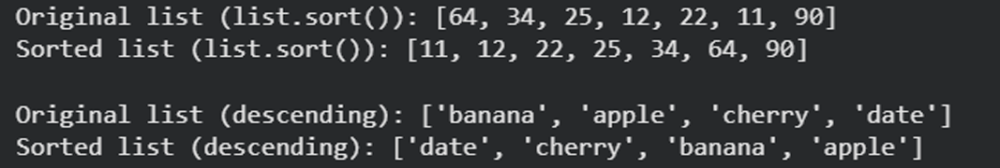 Original list (list.sort()): [64, 34, 25, 12, 22, 11, 90]
Sorted list (list.sort()): [11, 12, 22, 25, 34, 64, 90]
Original list (descending): ['banana', 'apple', 'cherry', 'date']
Sorted list (descending): ['date', 'cherry', 'banana', 'apple']